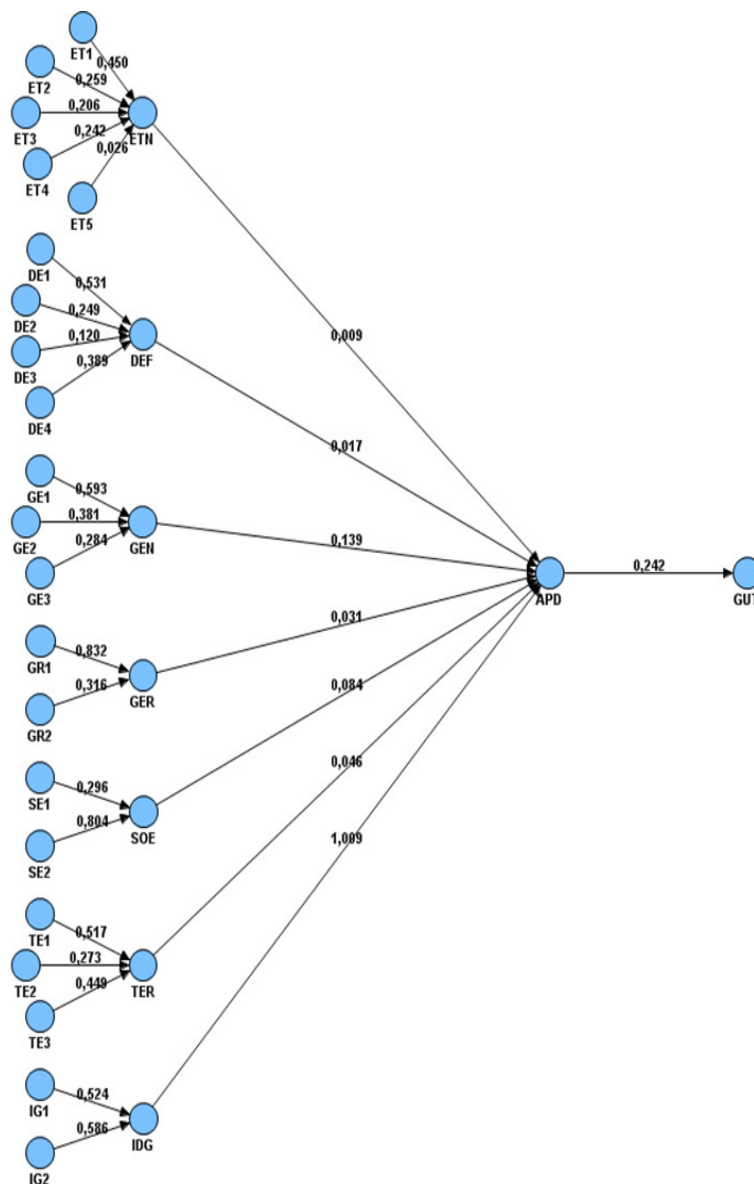 ET1
0,450
ET2
0,259
ET3
0,206
ETN
0,242
ET4
0,026
ET5
DE1
0,531
DE2
0,249
DE3
0,120
DEF
0,389
DE4
0,009
0,017
GE1
0,593
GE2
0,381
GEN
0,284
GE3
0,139
GR1
0,832
GER
0,316
GR2
0,031
APD
0,242
GUT
SE1
0,296
SOE
0,804
SE2
0,084
0,046
1,009
TE1
0,517
TE2
0,273
TER
0,449
TE3
IG1
0,524
IDG
0,586
IG2